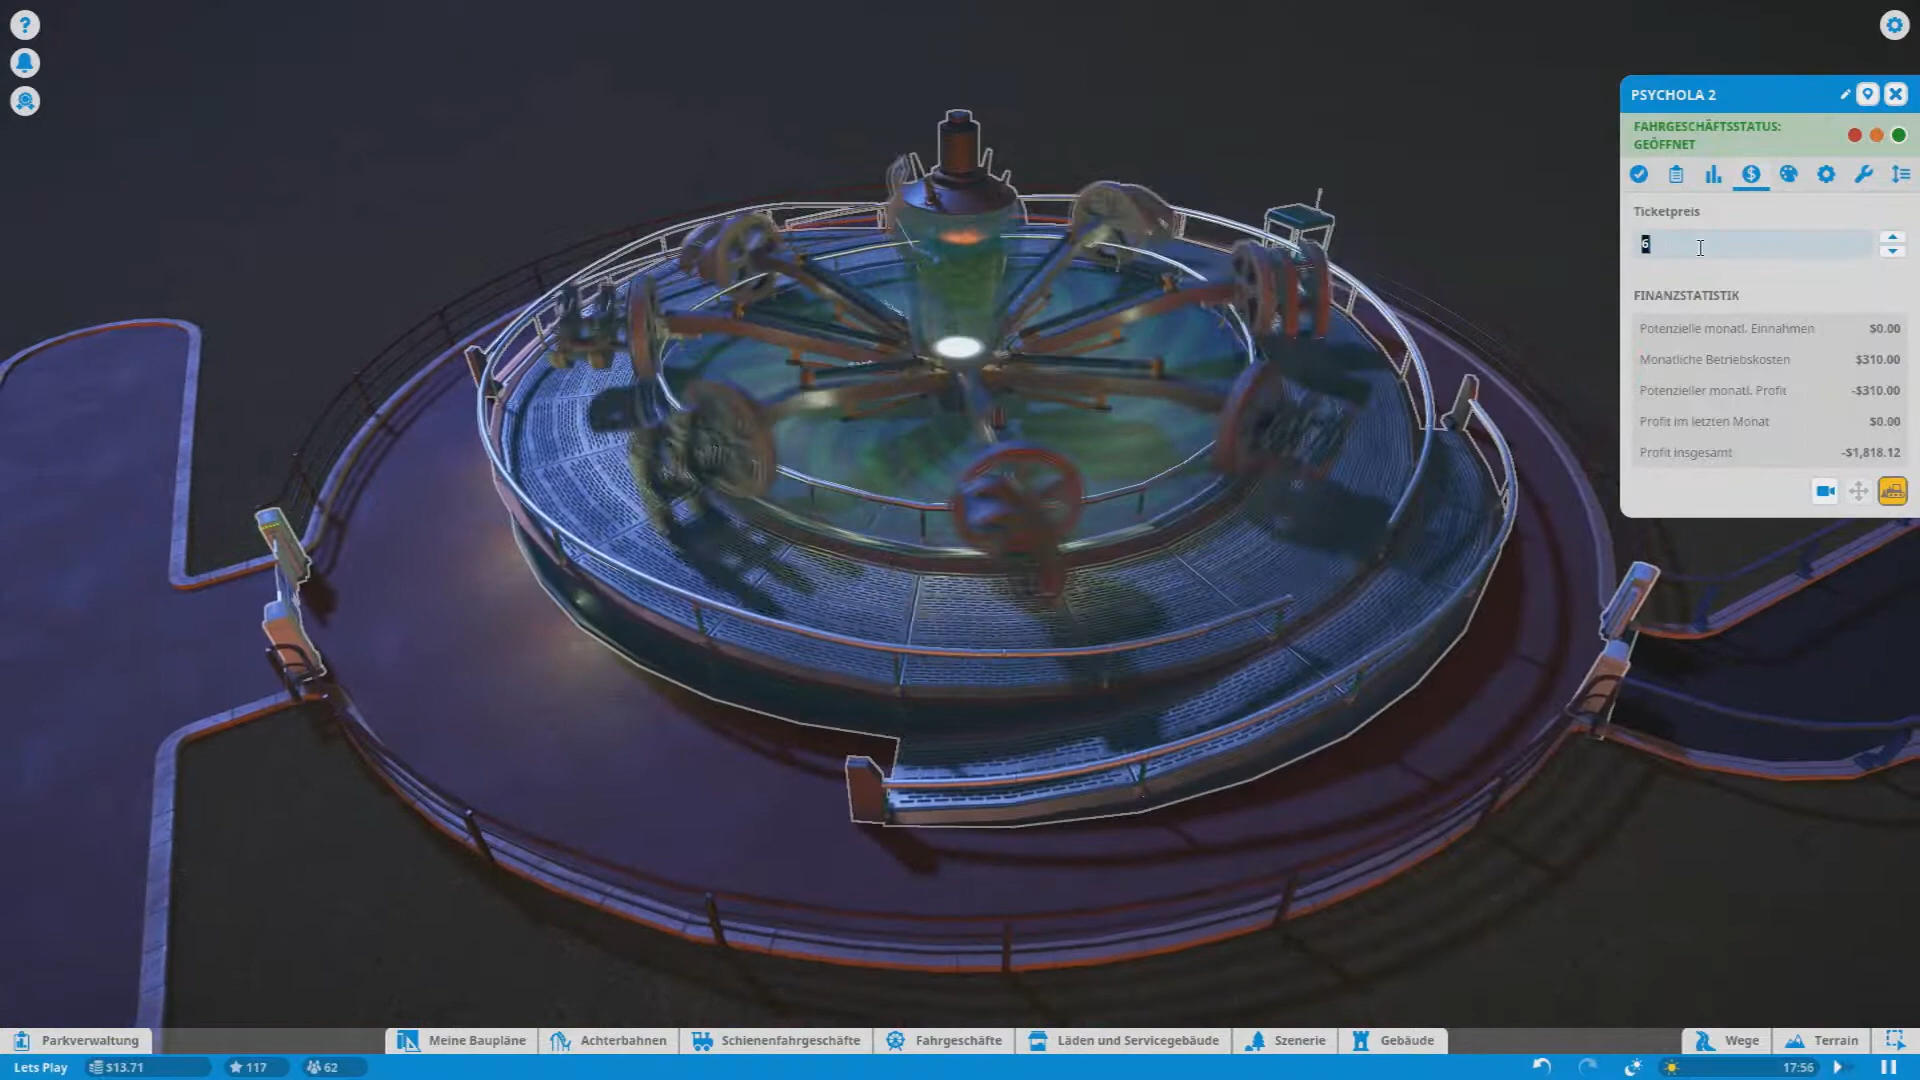 ?
PSYCHOLA 2
FAHRGESCHÄFTSSTATUS:
GEÖFFNET
Ticketpreis
6
FINANZSTATISTIK
Potenzielle monatl. Einnahmen $0.00
Monatliche Betriebskosten $310.00
Potenzieller monatl. Profit -$310.00
Profit im letzten Monat $0.00
Profit insgesamt -$1,818.12
Parkverwaltung
Meine Baupläne
Achterbahnen
Schienenfahrgeschäfte
Fahrgeschäfte
Läden und Servicegebäude
Szenerie
Gebäude
Wege
Terrain
Lets Play $13.71 117 62 17:56